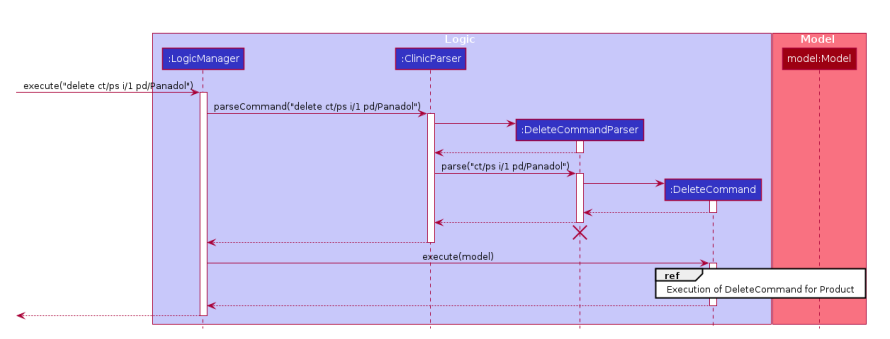 Logic
Model
:LogicManager
:ClinicParser
model:Model
execute("delete ct/ps i/1 pd/Panadol")
parseCommand("delete ct/ps i/1 pd/Panadol")
:DeleteCommandParser
parse("ct/ps i/1 pd/Panadol")
:DeleteCommand
execute(model)
ref
Execution of DeleteCommand for Product